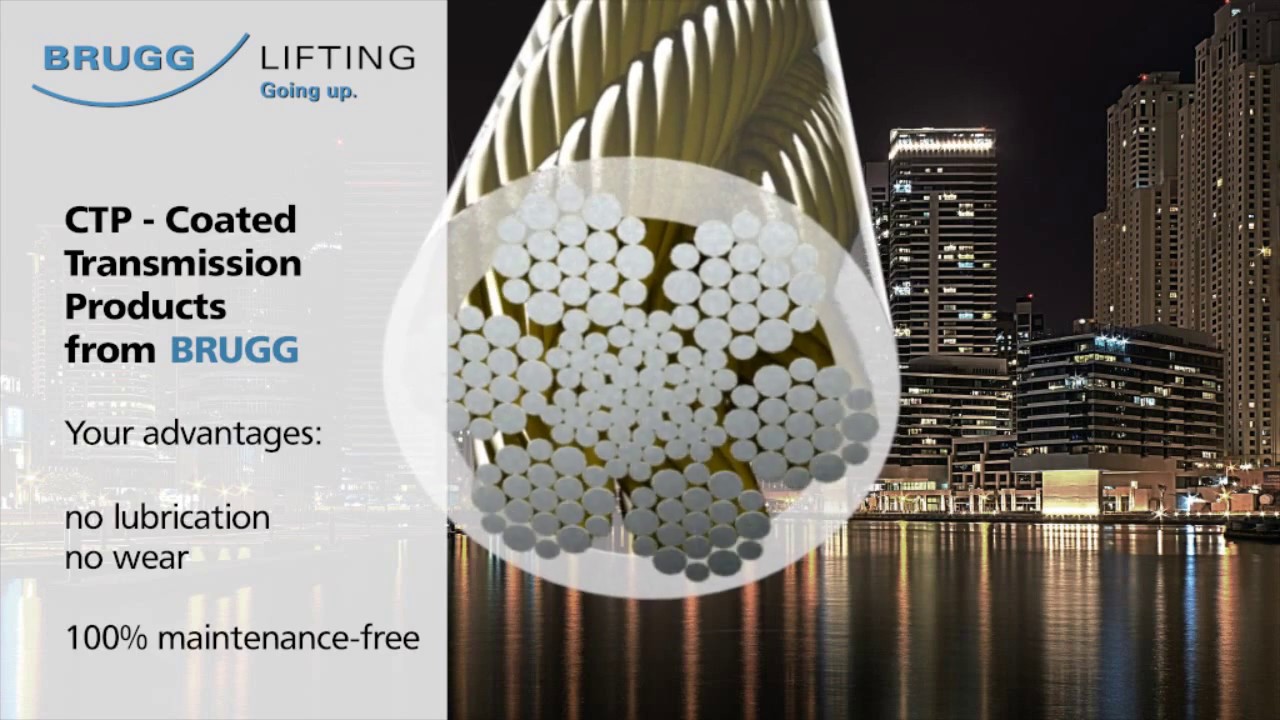 BRUGG LIFTING
Going up.
CTP - Coated
Transmission
Products
from BRUGG
Your advantages:
no lubrication
no wear
100% maintenance-free